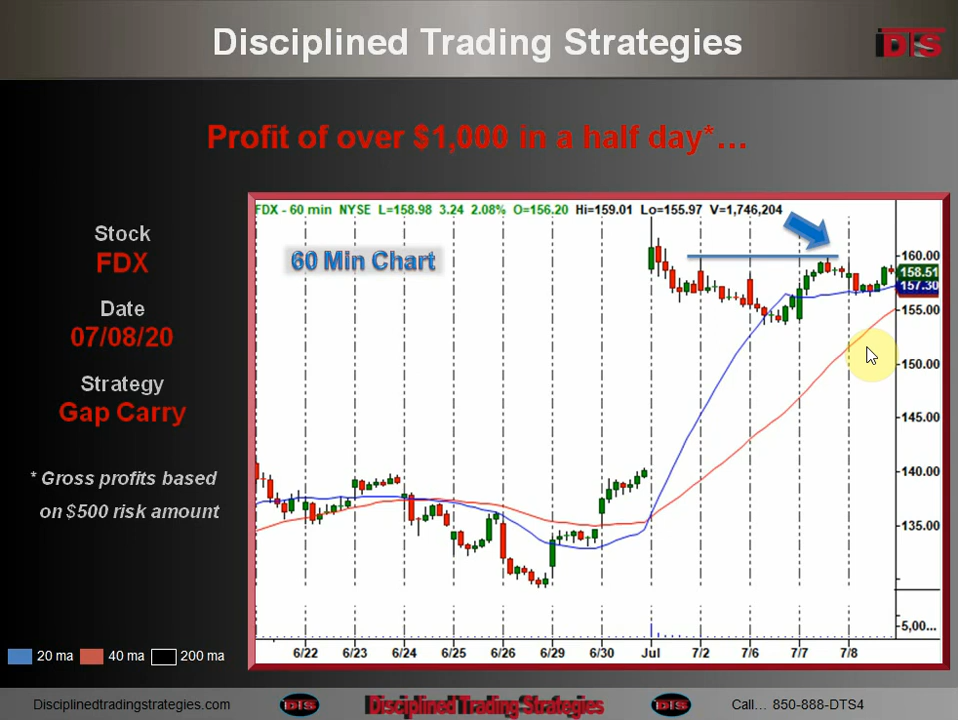 Disciplined Trading Strategies
DTS
Profit of over $1,000 in a half day*…
Stock
FDX
Date
07/08/20
Strategy
Gap Carry
* Gross profits based
on $500 risk amount
FDX - 60 min NYSE L=158.98 3.24 2.08% O=156.20 Hi=159.01 Lo=155.97 V=1,746,204
60 Min Chart
160.00
158.51
157.30
155.00
150.00
145.00
140.00
135.00
5,00...
6/22 6/23 6/24 6/25 6/26 6/29 6/30 Jul 7/2 7/6 7/7 7/8
20 ma 40 ma 200 ma
Disciplinedtradingstrategies.com DTS Disciplined Trading Strategies DTS Call… 850-888-DTS4